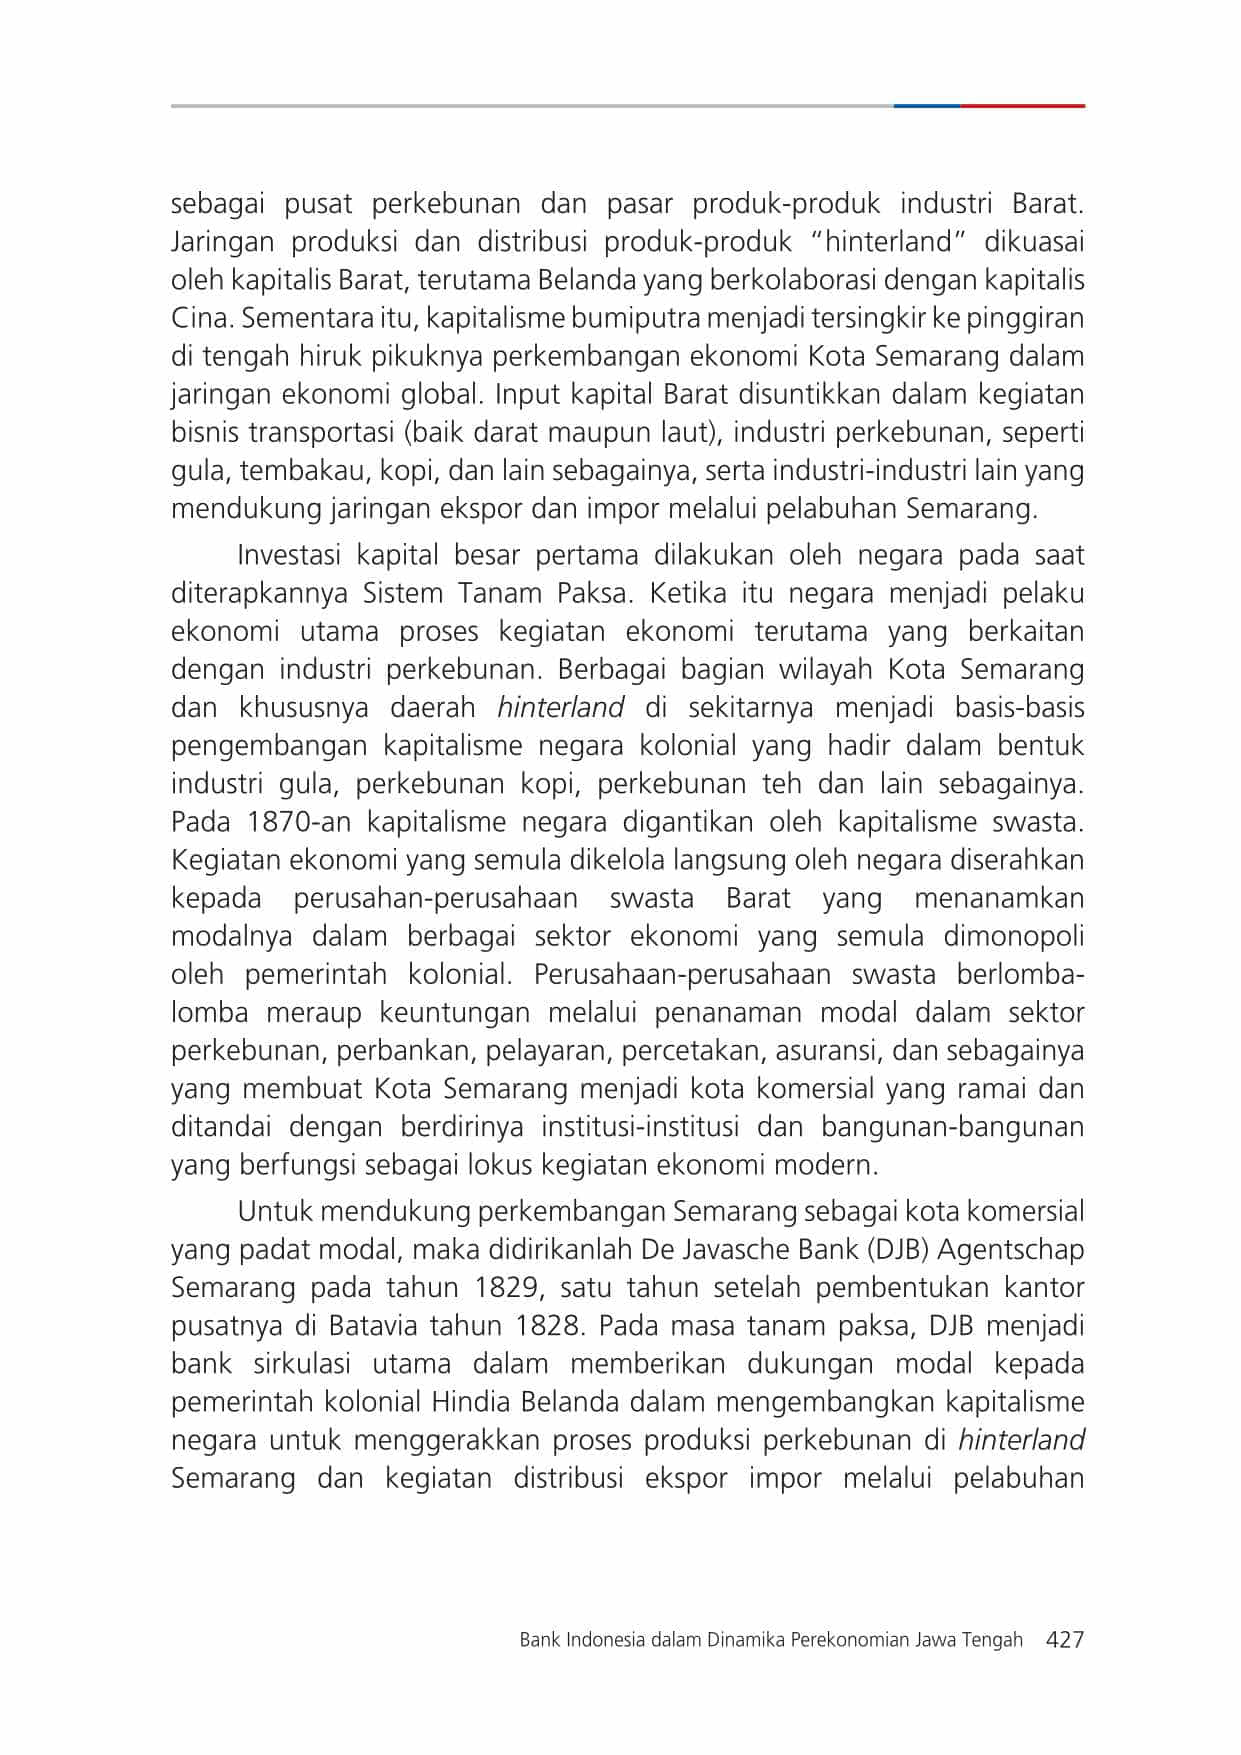 sebagai pusat perkebunan dan pasar produk-produk industri Barat.
Jaringan produksi dan distribusi produk-produk “hinterland” dikuasai
oleh kapitalis Barat, terutama Belanda yang berkolaborasi dengan kapitalis
Cina. Sementara itu, kapitalisme bumiputra menjadi tersingkir ke pinggiran
di tengah hiruk pikuknya perkembangan ekonomi Kota Semarang dalam
jaringan ekonomi global. Input kapital Barat disuntikkan dalam kegiatan
bisnis transportasi (baik darat maupun laut), industri perkebunan, seperti
gula, tembakau, kopi, dan lain sebagainya, serta industri-industri lain yang
mendukung jaringan ekspor dan impor melalui pelabuhan Semarang.
Investasi kapital besar pertama dilakukan oleh negara pada saat
diterapkannya Sistem Tanam Paksa. Ketika itu negara menjadi pelaku
ekonomi utama proses kegiatan ekonomi terutama yang berkaitan
dengan industri perkebunan. Berbagai bagian wilayah Kota Semarang
dan khususnya daerah hinterland di sekitarnya menjadi basis-basis
pengembangan kapitalisme negara kolonial yang hadir dalam bentuk
industri gula, perkebunan kopi, perkebunan teh dan lain sebagainya.
Pada 1870-an kapitalisme negara digantikan oleh kapitalisme swasta.
Kegiatan ekonomi yang semula dikelola langsung oleh negara diserahkan
kepada perusahan-perusahaan swasta Barat yang menanamkan
modalnya dalam berbagai sektor ekonomi yang semula dimonopoli
oleh pemerintah kolonial. Perusahaan-perusahaan swasta berlomba-
lomba meraup keuntungan melalui penanaman modal dalam sektor
perkebunan, perbankan, pelayaran, percetakan, asuransi, dan sebagainya
yang membuat Kota Semarang menjadi kota komersial yang ramai dan
ditandai dengan berdirinya institusi-institusi dan bangunan-bangunan
yang berfungsi sebagai lokus kegiatan ekonomi modern.
Untuk mendukung perkembangan Semarang sebagai kota komersial
yang padat modal, maka didirikanlah De Javasche Bank (DJB) Agentschap
Semarang pada tahun 1829, satu tahun setelah pembentukan kantor
pusatnya di Batavia tahun 1828. Pada masa tanam paksa, DJB menjadi
bank sirkulasi utama dalam memberikan dukungan modal kepada
pemerintah kolonial Hindia Belanda dalam mengembangkan kapitalisme
negara untuk menggerakkan proses produksi perkebunan di hinterland
Semarang dan kegiatan distribusi ekspor impor melalui pelabuhan
Bank Indonesia dalam Dinamika Perekonomian Jawa Tengah 427